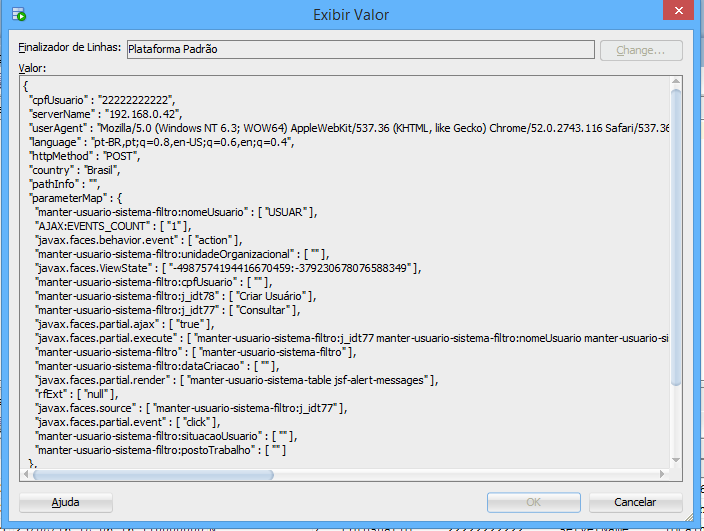 Exibir Valor
Finalizador de Linhas: Plataforma Padrão Change...
Valor:
{
"cpfUsuario" : "22222222222",
"serverName" : "192.168.0.42",
"userAgent" : "Mozilla/5.0 (Windows NT 6.3; WOW64) AppleWebKit/537.36 (KHTML, like Gecko) Chrome/52.0.2743.116 Safari/537.36
"language" : "pt-BR,pt;q=0.8,en-US;q=0.6,en;q=0.4",
"httpMethod" : "POST",
"country" : "Brasil",
"pathInfo" : "",
"parameterMap" : {
"manter-usuario-sistema-filtro:nomeUsuario" : [ "USUAR" ],
"AJAX:EVENTS_COUNT" : [ "1" ],
"javax.faces.behavior.event" : [ "action" ],
"manter-usuario-sistema-filtro:unidadeOrganizacional" : [ "" ],
"javax.faces.ViewState" : [ "-4987574194416670459:-379230678076588349" ],
"manter-usuario-sistema-filtro:cpfUsuario" : [ "" ],
"manter-usuario-sistema-filtro:j_idt78" : [ "Criar Usuário" ],
"manter-usuario-sistema-filtro:j_idt77" : [ "Consultar" ],
"javax.faces.partial.ajax" : [ "true" ],
"javax.faces.partial.execute" : [ "manter-usuario-sistema-filtro:j_idt77 manter-usuario-sistema-filtro:nomeUsuario manter-usuario-si
"manter-usuario-sistema-filtro" : [ "manter-usuario-sistema-filtro" ],
"manter-usuario-sistema-filtro:dataCriacao" : [ "" ],
"javax.faces.partial.render" : [ "manter-usuario-sistema-table jsf-alert-messages" ],
"rfExt" : [ "null" ],
"javax.faces.source" : [ "manter-usuario-sistema-filtro:j_idt77" ],
"javax.faces.partial.event" : [ "click" ],
"manter-usuario-sistema-filtro:situacaoUsuario" : [ "" ],
"manter-usuario-sistema-filtro:postoTrabalho" : [ "" ]
},
Ajuda OK Cancelar